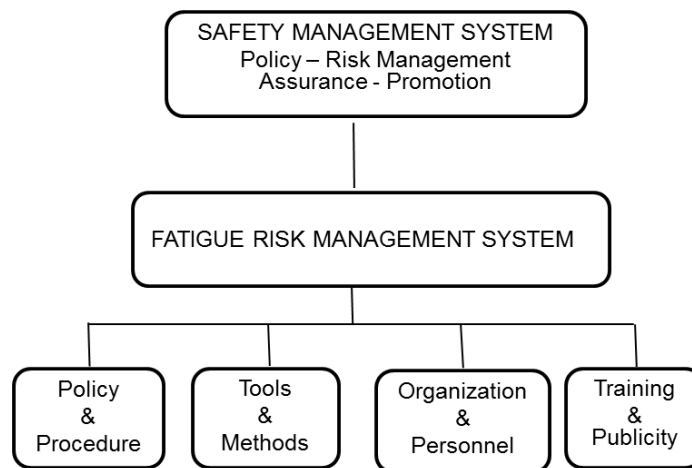 SAFETY MANAGEMENT SYSTEM
Policy – Risk Management
Assurance - Promotion
FATIGUE RISK MANAGEMENT SYSTEM
Policy
&
Procedure
Tools
&
Methods
Organization
&
Personnel
Training
&
Publicity